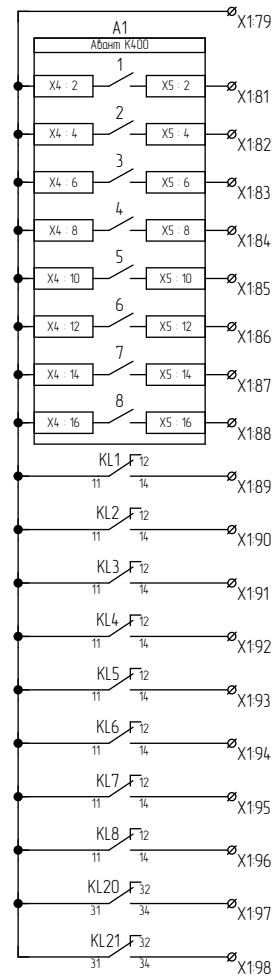 X1:79
A1
Авант К400
1
X4 : 2 X5 : 2 X1:81
2
X4 : 4 X5 : 4 X1:82
3
X4 : 6 X5 : 6 X1:83
4
X4 : 8 X5 : 8 X1:84
5
X4 : 10 X5 : 10 X1:85
6
X4 : 12 X5 : 12 X1:86
7
X4 : 14 X5 : 14 X1:87
8
X4 : 16 X5 : 16 X1:88
KL1 12
11 14 X1:89
KL2 12
11 14 X1:90
KL3 12
11 14 X1:91
KL4 12
11 14 X1:92
KL5 12
11 14 X1:93
KL6 12
11 14 X1:94
KL7 12
11 14 X1:95
KL8 12
11 14 X1:96
KL20 32
31 34 X1:97
KL21 32
31 34 X1:98